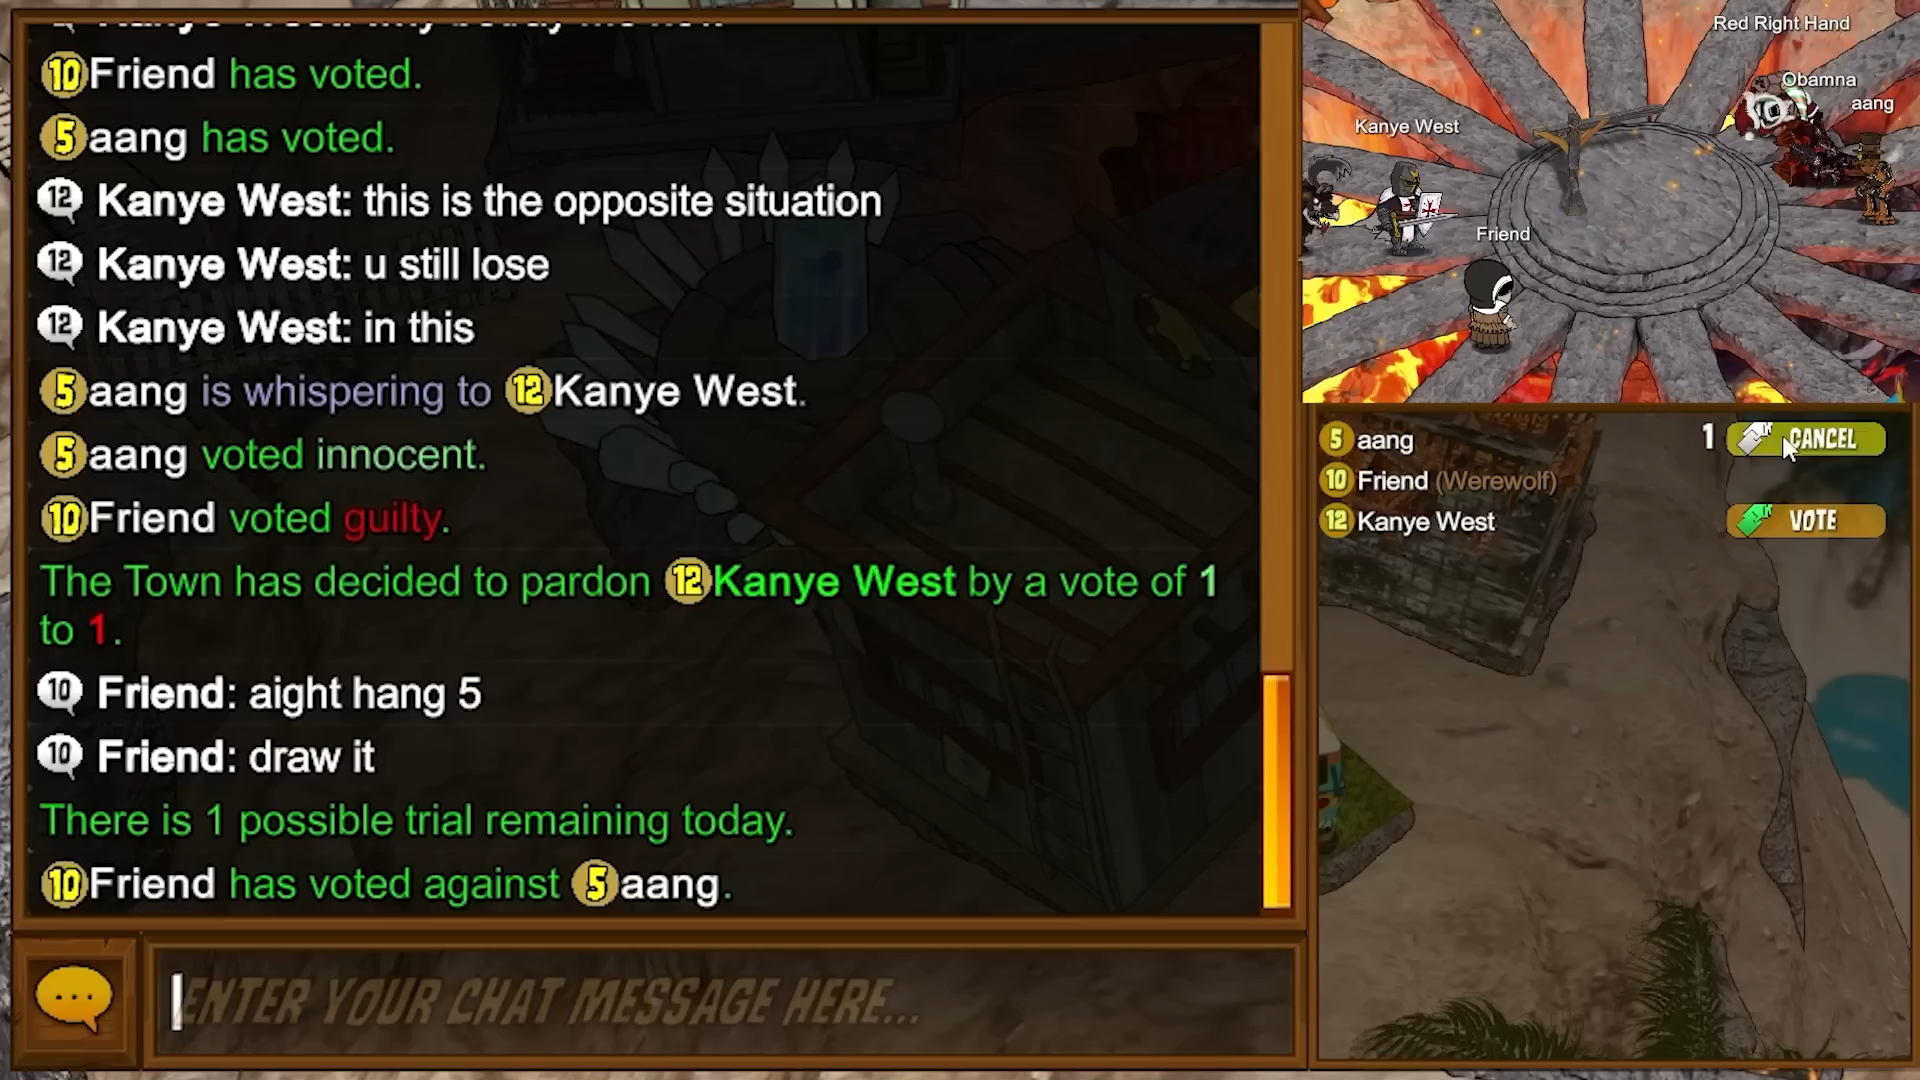 10 Friend has voted.
5 aang has voted.
12 Kanye West: this is the opposite situation
12 Kanye West: u still lose
12 Kanye West: in this
5 aang is whispering to 12 Kanye West.
5 aang voted innocent.
10 Friend voted guilty.
The Town has decided to pardon 12 Kanye West by a vote of 1
to 1.
10 Friend: aight hang 5
10 Friend: draw it
There is 1 possible trial remaining today.
10 Friend has voted against 5 aang.
ENTER YOUR CHAT MESSAGE HERE...
Red Right Hand
Obamna
aang
Kanye West
Friend
5 aang 1 CANCEL
10 Friend (Werewolf)
12 Kanye West VOTE